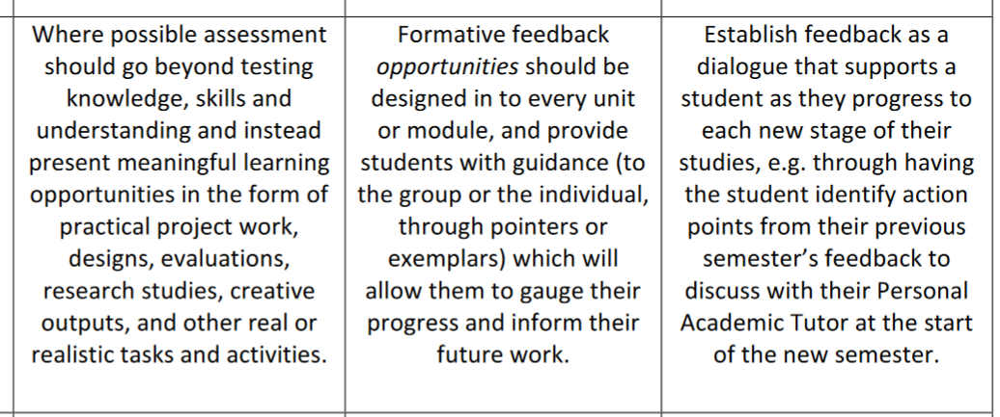 Where possible assessment
should go beyond testing
knowledge, skills and
understanding and instead
present meaningful learning
opportunities in the form of
practical project work,
designs, evaluations,
research studies, creative
outputs, and other real or
realistic tasks and activities.
Formative feedback
opportunities should be
designed in to every unit
or module, and provide
students with guidance (to
the group or the individual,
through pointers or
exemplars) which will
allow them to gauge their
progress and inform their
future work.
Establish feedback as a
dialogue that supports a
student as they progress to
each new stage of their
studies, e.g. through having
the student identify action
points from their previous
semester’s feedback to
discuss with their Personal
Academic Tutor at the start
of the new semester.